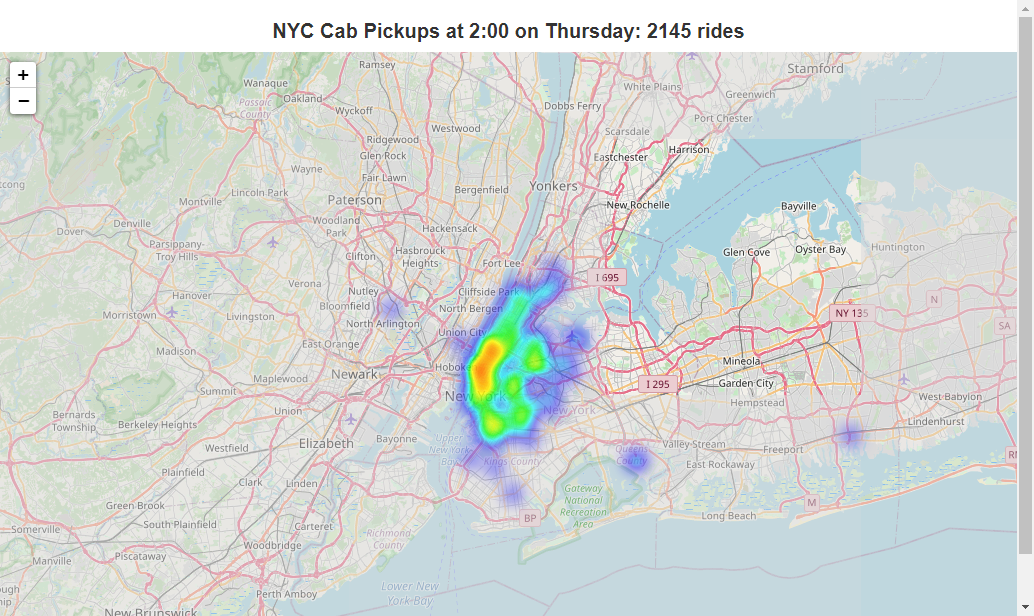 NYC Cab Pickups at 2:00 on Thursday: 2145 rides
+
−
Ramsey
Stamford
Wanaque
White Plains
Greenwich
Oakland
Passaic
County
Dobbs Ferry
Port Chester
Wyckoff
Westwood
Scarsdale
Ridgewood
Harrison
Glen Rock
Eastchester
Wayne
Fair Lawn
cong
Lincoln Park
Bergenfield
Yonkers
Montville
Paterson
New Rochelle
Bayville
Denville
Woodland
Park
Hackensack
Dover
Parsippany-
Troy Hills
Hasbrouck
Heights
Huntington
Clifton
Glen Cove
Oyster Bay
Fort Lee
I 695
Verona
Nutley
Cliffside Park
Hanover
Bloomfield
North Bergen
N
Morristown
Livingston
North Arlington
NY 135
SA
Union City
East Orange
Madison
Mineola
Hoboken
Newark
Maplewood
I 295
Garden City
Summit
New York
West Babylon
Hempstead
Union
New York
Bernards
Township
Berkeley Heights
Lindenhurst
Bayonne
Upper
New York
Bay
Elizabeth
Valley Stream
Freeport
Westfield
Queens
County
Kings County
East Rockaway
Plainfield
Clark
Linden
Gateway
National
Recreation
Area
M
Green Brook
BP
Long Beach
South Plainfield
Carteret
Somerville
Richmond
County
Woodbridge
Piscataway
Manville
Lower New
York Bay
Perth Amboy
New Brunswick